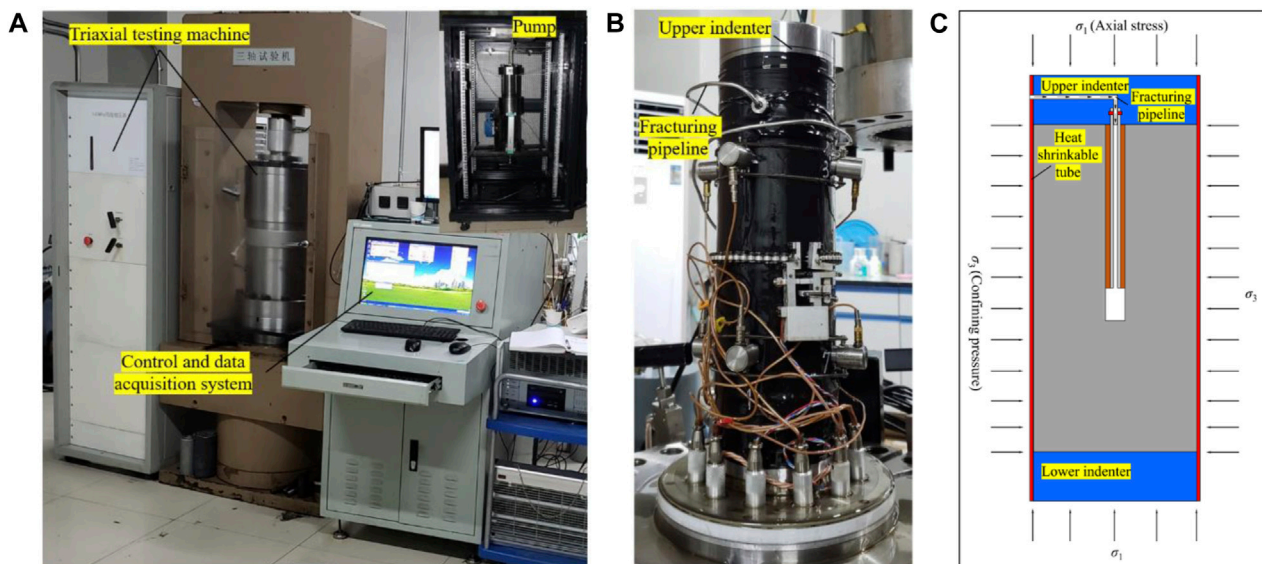 A
Triaxial testing machine
三轴试验机
Pump
Control and data
acquisition system
B
Upper indenter
Fracturing
pipeline
C
σ1 (Axial stress)
Upper indenter
Fracturing
pipeline
Heat
shrinkable
tube
σ3 (Confining pressure)
σ3
Lower indenter
σ1